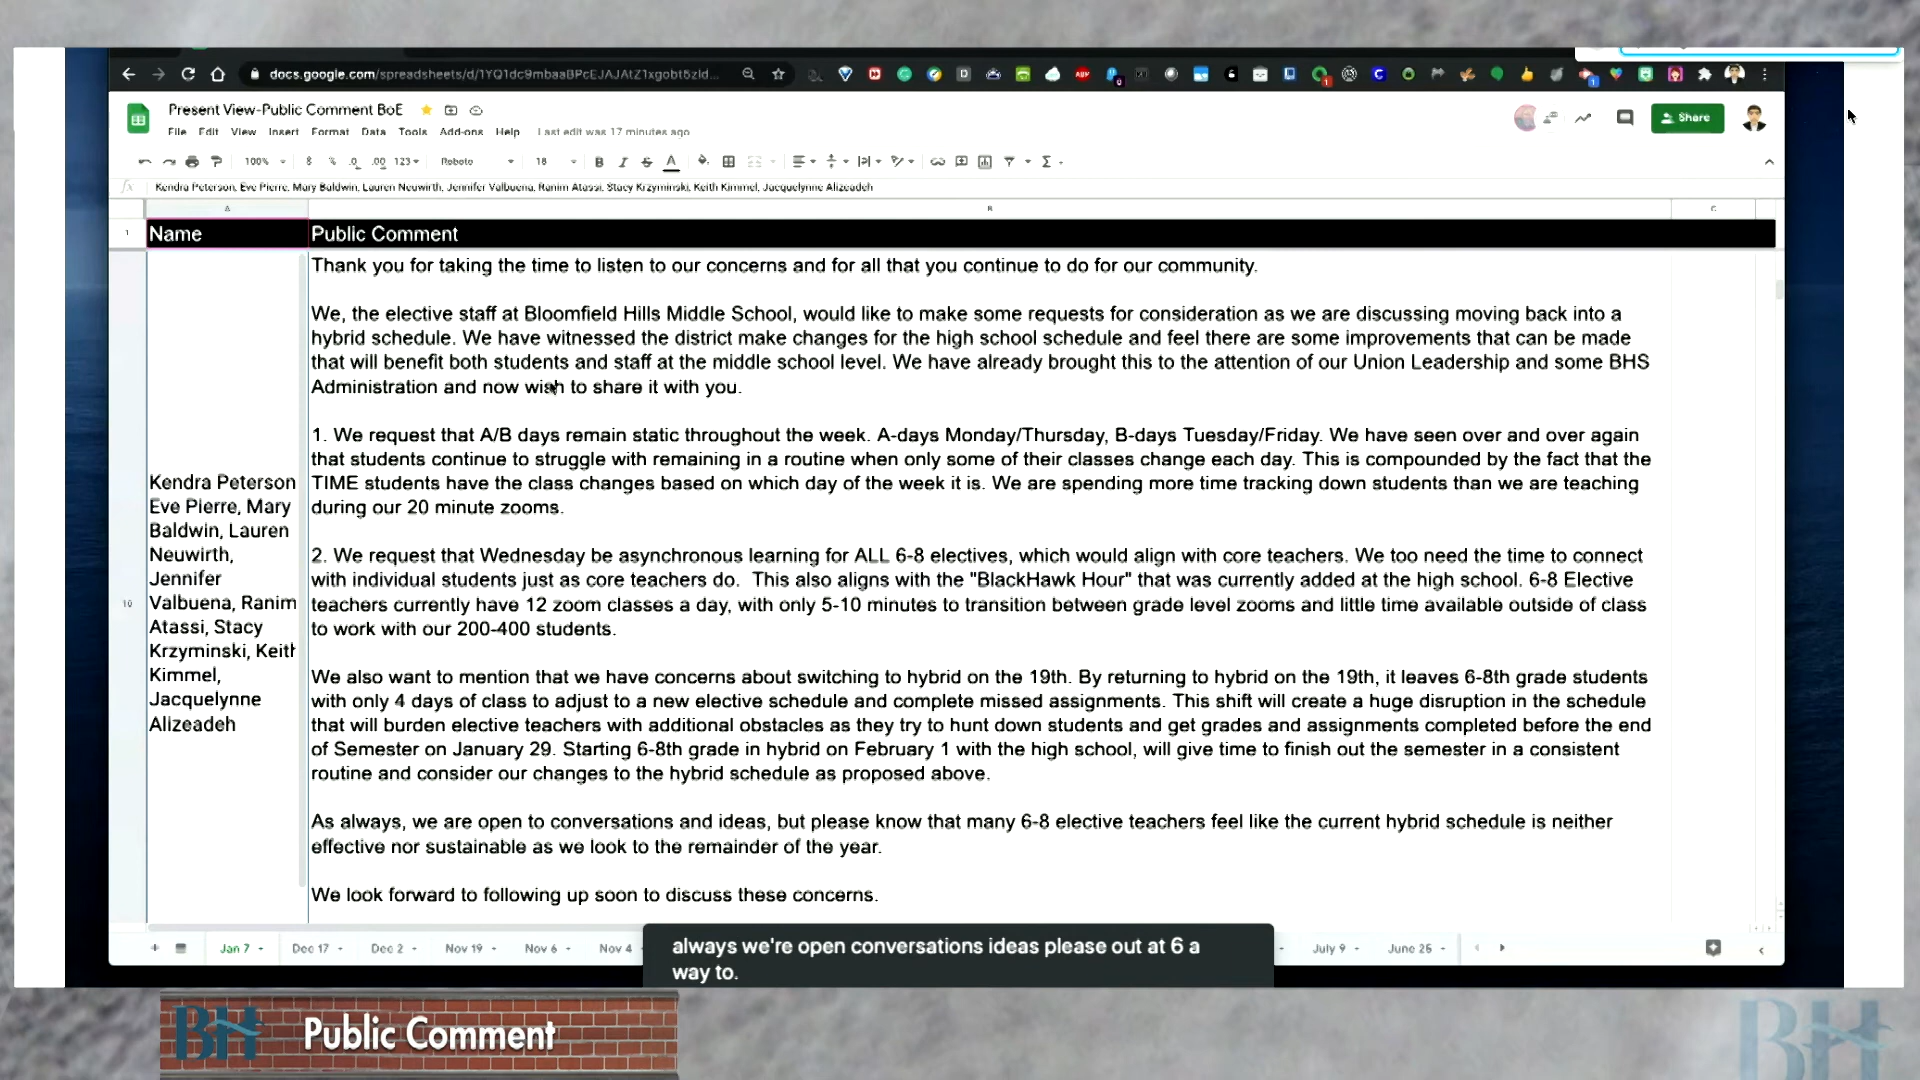 docs.google.com/spreadsheets/d/1YQ1dc9mbaaBPcEJAJAtZ1xgobt5zId...
Present View-Public Comment BoE
File Edit View Insert Format Data Tools Add-ons Help Last edit was 17 minutes ago
Share
100% $ % .0 .00 123 Roboto 18 B I S A
Kendra Peterson, Eve Pierre, Mary Baldwin, Lauren Neuwirth, Jennifer Valbuena, Ranim Atassi, Stacy Krzyminski, Keith Kimmel, Jacquelynne Alizeadeh
A B C
1 Name Public Comment
Thank you for taking the time to listen to our concerns and for all that you continue to do for our community.
We, the elective staff at Bloomfield Hills Middle School, would like to make some requests for consideration as we are discussing moving back into a
hybrid schedule. We have witnessed the district make changes for the high school schedule and feel there are some improvements that can be made
that will benefit both students and staff at the middle school level. We have already brought this to the attention of our Union Leadership and some BHS
Administration and now wish to share it with you.
1. We request that A/B days remain static throughout the week. A-days Monday/Thursday, B-days Tuesday/Friday. We have seen over and over again
that students continue to struggle with remaining in a routine when only some of their classes change each day. This is compounded by the fact that the
TIME students have the class changes based on which day of the week it is. We are spending more time tracking down students than we are teaching
during our 20 minute zooms.
2. We request that Wednesday be asynchronous learning for ALL 6-8 electives, which would align with core teachers. We too need the time to connect
with individual students just as core teachers do. This also aligns with the "BlackHawk Hour" that was currently added at the high school. 6-8 Elective
teachers currently have 12 zoom classes a day, with only 5-10 minutes to transition between grade level zooms and little time available outside of class
to work with our 200-400 students.
We also want to mention that we have concerns about switching to hybrid on the 19th. By returning to hybrid on the 19th, it leaves 6-8th grade students
with only 4 days of class to adjust to a new elective schedule and complete missed assignments. This shift will create a huge disruption in the schedule
that will burden elective teachers with additional obstacles as they try to hunt down students and get grades and assignments completed before the end
of Semester on January 29. Starting 6-8th grade in hybrid on February 1 with the high school, will give time to finish out the semester in a consistent
routine and consider our changes to the hybrid schedule as proposed above.
As always, we are open to conversations and ideas, but please know that many 6-8 elective teachers feel like the current hybrid schedule is neither
effective nor sustainable as we look to the remainder of the year.
We look forward to following up soon to discuss these concerns.
10
Kendra Peterson
Eve Pierre, Mary
Baldwin, Lauren
Neuwirth,
Jennifer
Valbuena, Ranim
Atassi, Stacy
Krzyminski, Keith
Kimmel,
Jacquelynne
Alizeadeh
Jan 7 Dec 17 Dec 2 Nov 19 Nov 6 Nov 4 July 9 June 25
always we're open conversations ideas please out at 6 a
way to.
BH Public Comment
BH